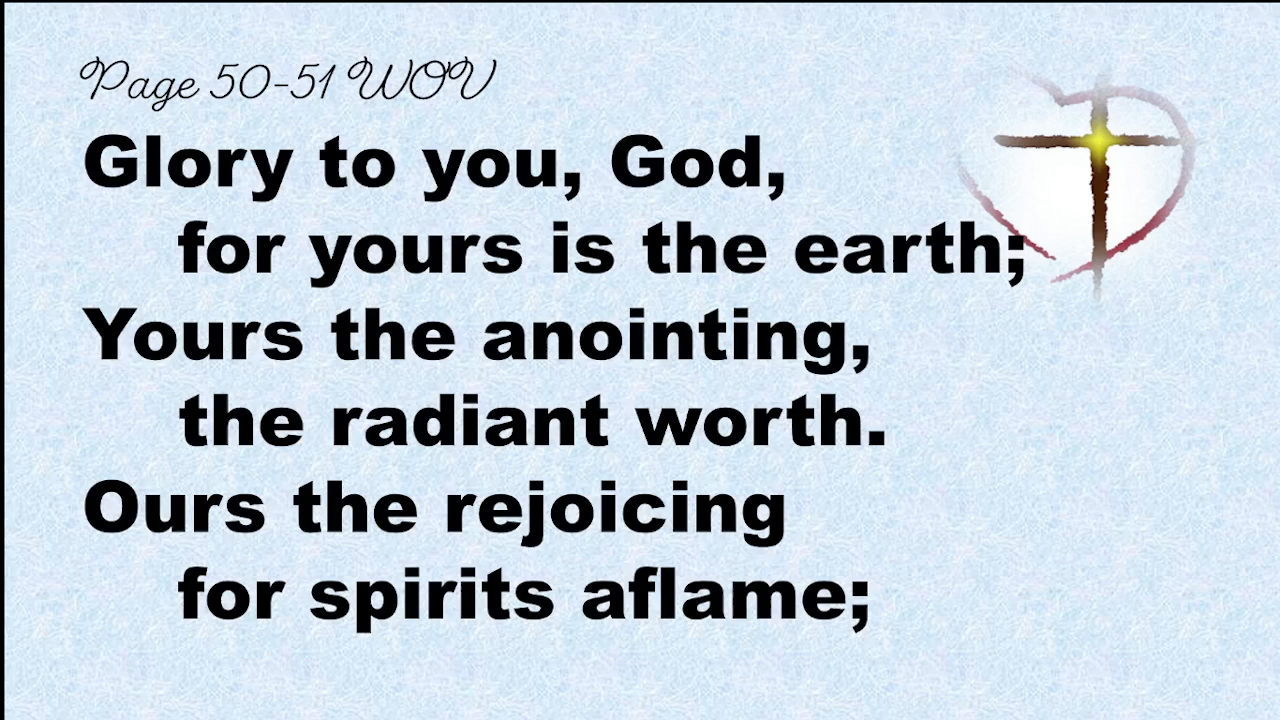 Page 50-51 WOV
Glory to you, God,
for yours is the earth;
Yours the anointing,
the radiant worth.
Ours the rejoicing
for spirits aflame;